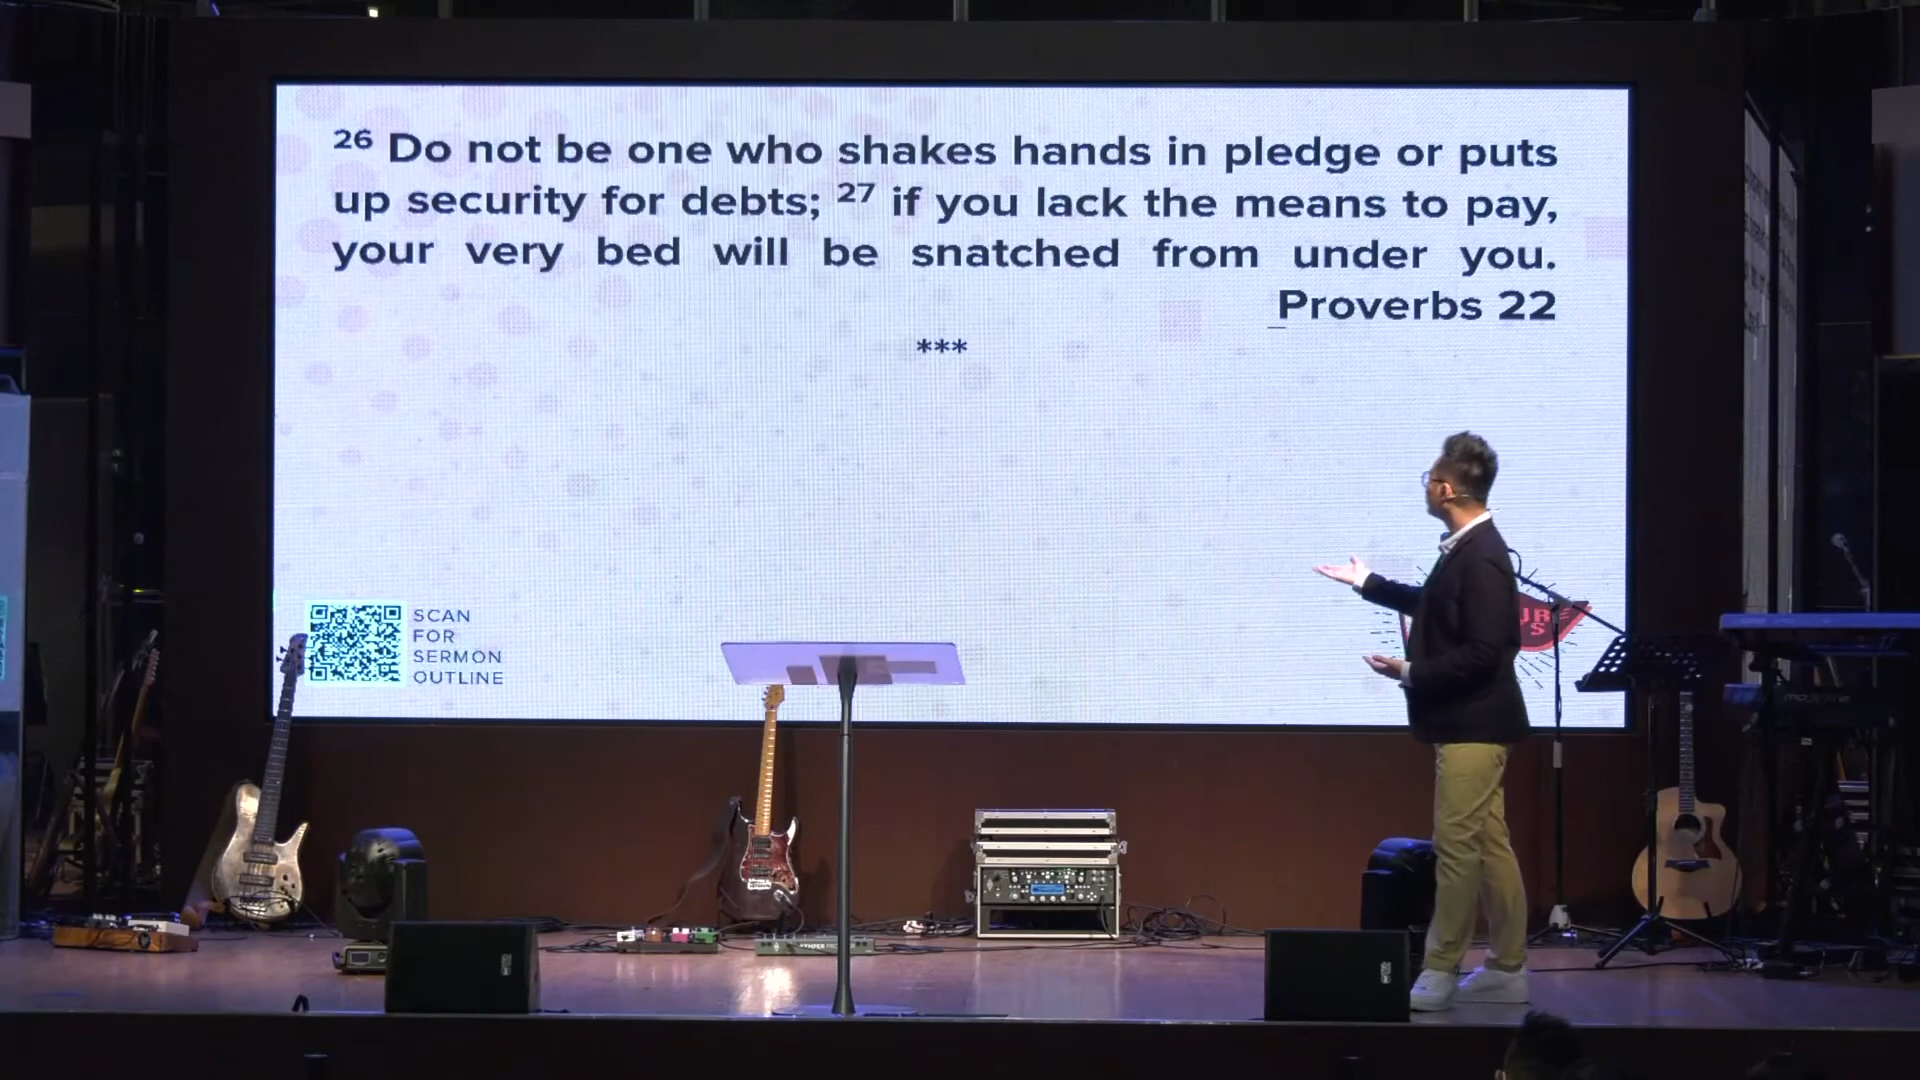 26 Do not be one who shakes hands in pledge or puts
up security for debts; 27 if you lack the means to pay,
your very bed will be snatched from under you.
Proverbs 22
***
SCAN
FOR
SERMON
OUTLINE
KEMPER